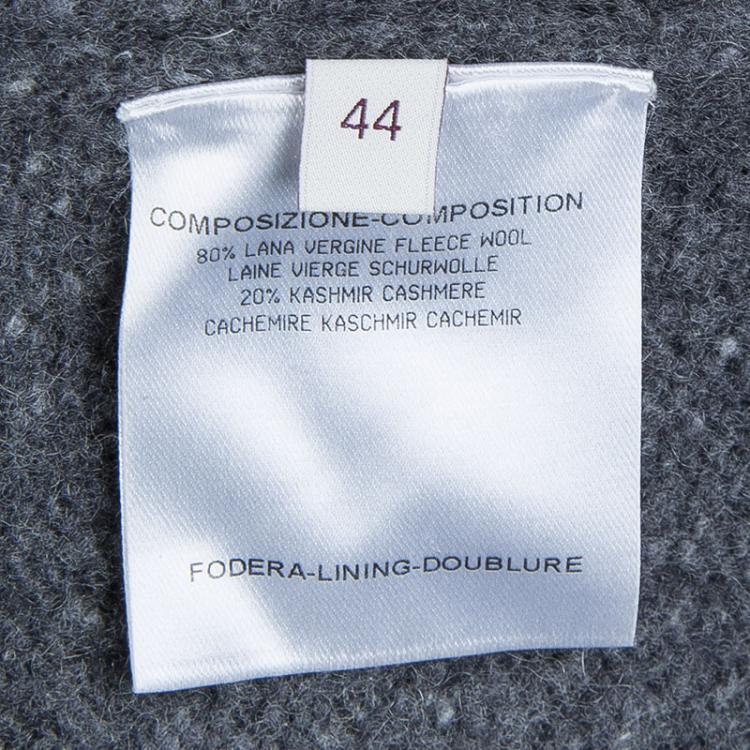 44
COMPOSIZIONE-COMPOSITION
80% LANA VERGINE FLEECE WOOL
LAINE VIERGE SCHURWOLLE
20% KASHMIR CASHMERE
CACHEMIRE KASCHMIR CACHEMIR
FODERA-LINING-DOUBLURE